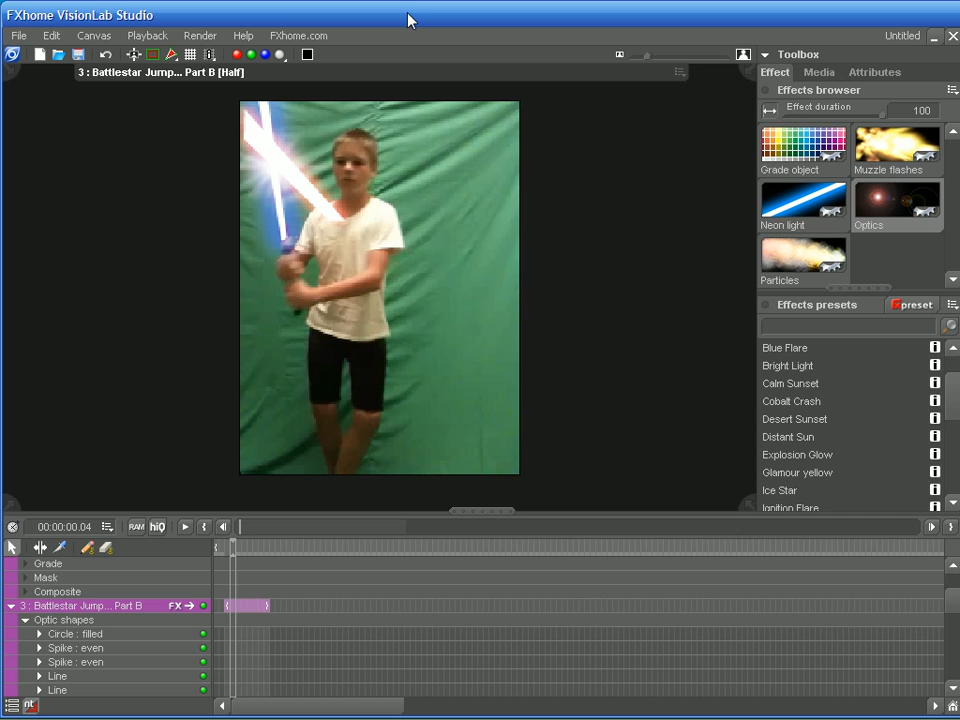 FXhome VisionLab Studio
File Edit Canvas Playback Render Help FXhome.com Untitled
3 : Battlestar Jump... Part B [Half]
Toolbox
Effect Media Attributes
Effects browser
Effect duration 100
Grade object Muzzle flashes
Neon light Optics
Particles
Effects presets preset
Blue Flare
Bright Light
Calm Sunset
Cobalt Crash
Desert Sunset
Distant Sun
Explosion Glow
Glamour yellow
Ice Star
Ignition Flare
00:00:00.04 RAM hiQ
Grade
Mask
Composite
3 : Battlestar Jump... Part B FX
Optic shapes
Circle : filled
Spike : even
Spike : even
Line
Line
nt